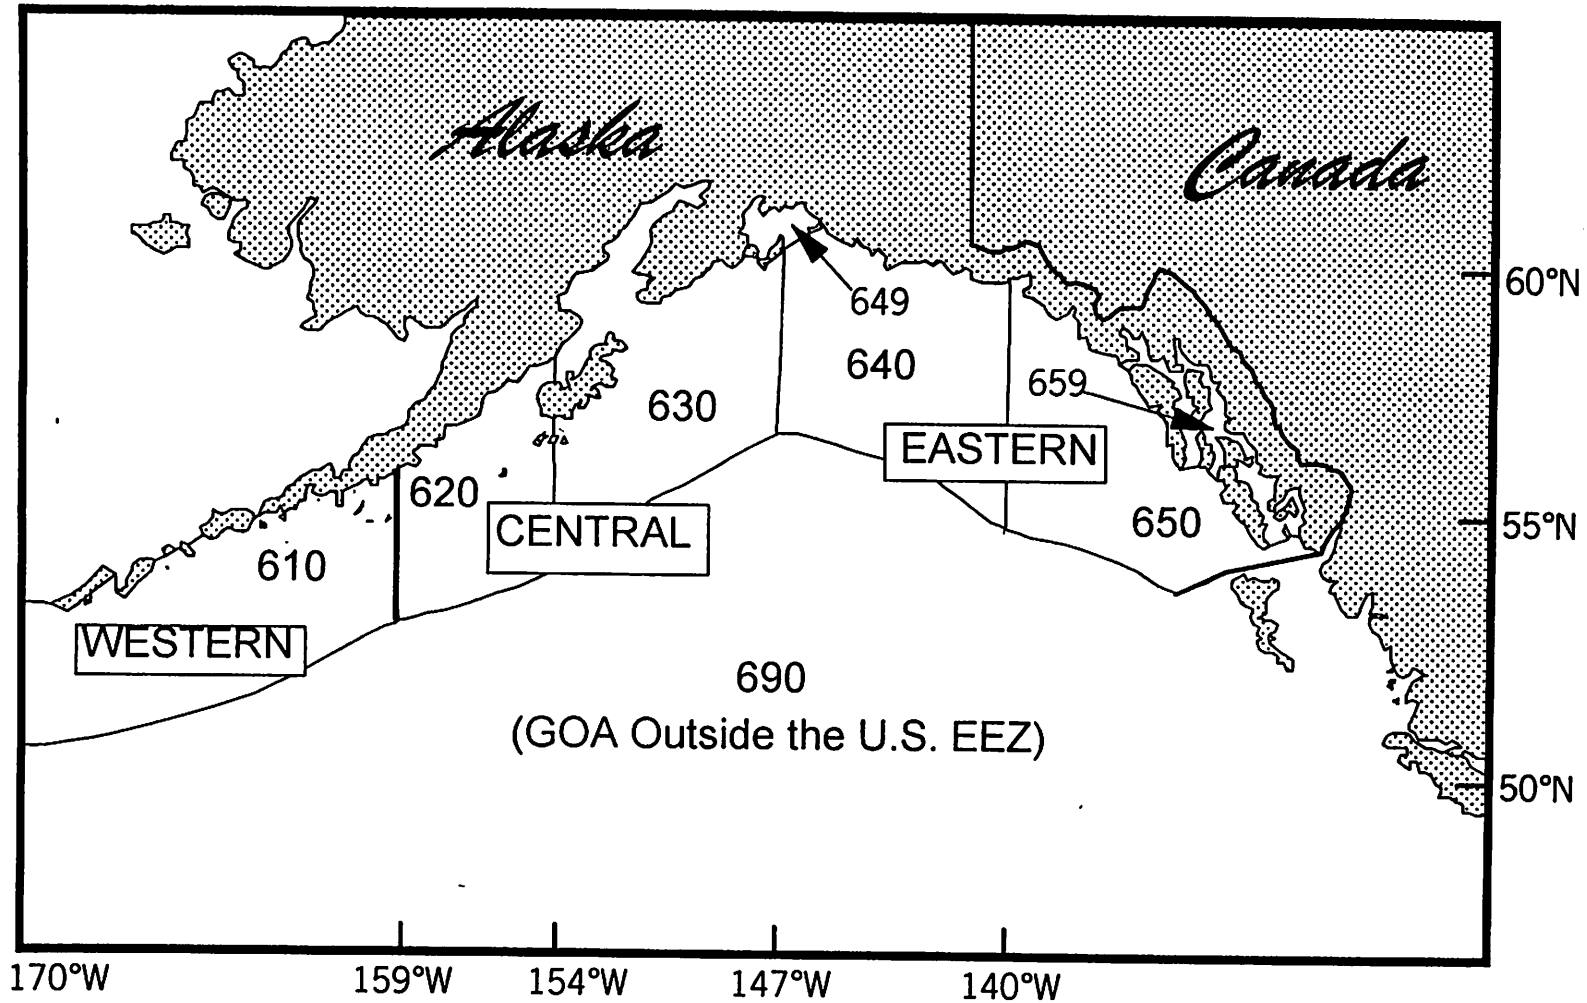 Alaska
Canada
60°N
649
640
659
630
EASTERN
620
CENTRAL
650
55°N
610
WESTERN
690
(GOA Outside the U.S. EEZ)
50°N
170°W
159°W
154°W
147°W
140°W